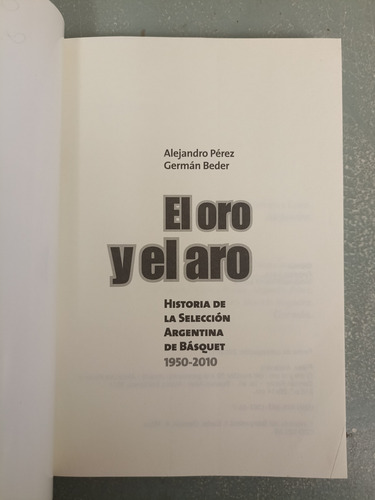 Alejandro Pérez
Germán Beder
El oro
y el aro
Historia de
la Selección
Argentina
de Básquet
1950-2010